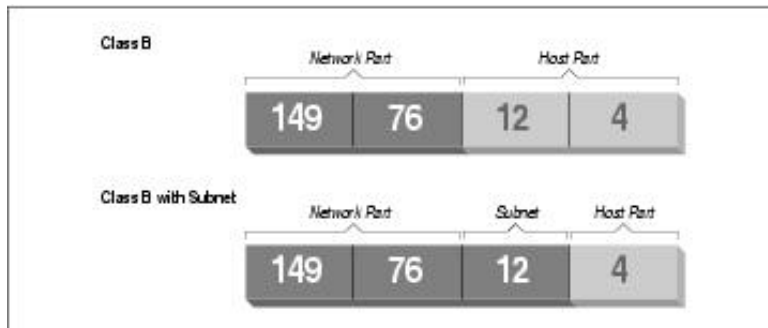 Class B
Network Part Host Part
149 76 12 4
Class B with Subnet
Network Part Subnet Host Part
149 76 12 4